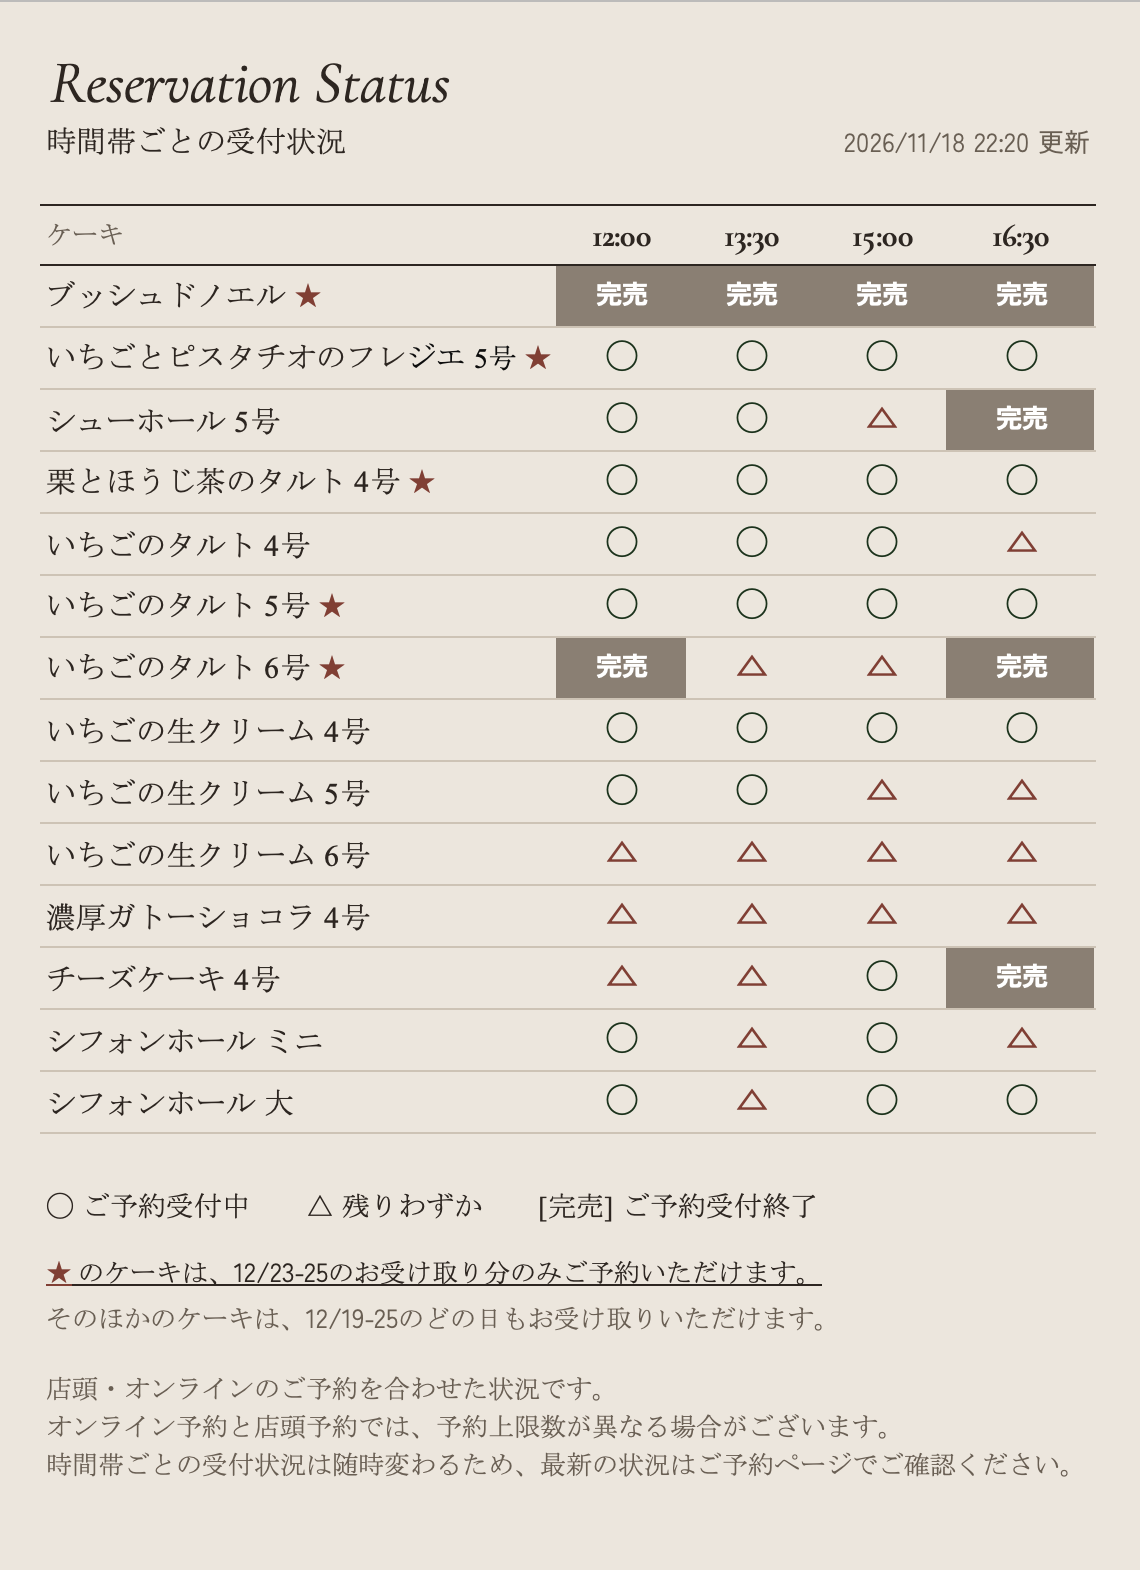 Reservation Status
時間帯ごとの受付状況 2026/11/18 22:20 更新
ケーキ 12:00 13:30 15:00 16:30
ブッシュドノエル ★ 完売 完売 完売 完売
いちごとピスタチオのフレジエ 5号 ★ ○ ○ ○ ○
シューホール 5号 ○ ○ △ 完売
栗とほうじ茶のタルト 4号 ★ ○ ○ ○ ○
いちごのタルト 4号 ○ ○ ○ △
いちごのタルト 5号 ★ ○ ○ ○ ○
いちごのタルト 6号 ★ 完売 △ △ 完売
いちごの生クリーム 4号 ○ ○ ○ ○
いちごの生クリーム 5号 ○ ○ △ △
いちごの生クリーム 6号 △ △ △ △
濃厚ガトーショコラ 4号 △ △ △ △
チーズケーキ 4号 △ △ ○ 完売
シフォンホール ミニ ○ △ ○ △
シフォンホール 大 ○ △ ○ ○
○ ご予約受付中 △ 残りわずか [完売] ご予約受付終了
★ のケーキは、12/23-25のお受け取り分のみご予約いただけます。
そのほかのケーキは、12/19-25のどの日もお受け取りいただけます。
店頭・オンラインのご予約を合わせた状況です。
オンライン予約と店頭予約では、予約上限数が異なる場合がございます。
時間帯ごとの受付状況は随時変わるため、最新の状況はご予約ページでご確認ください。